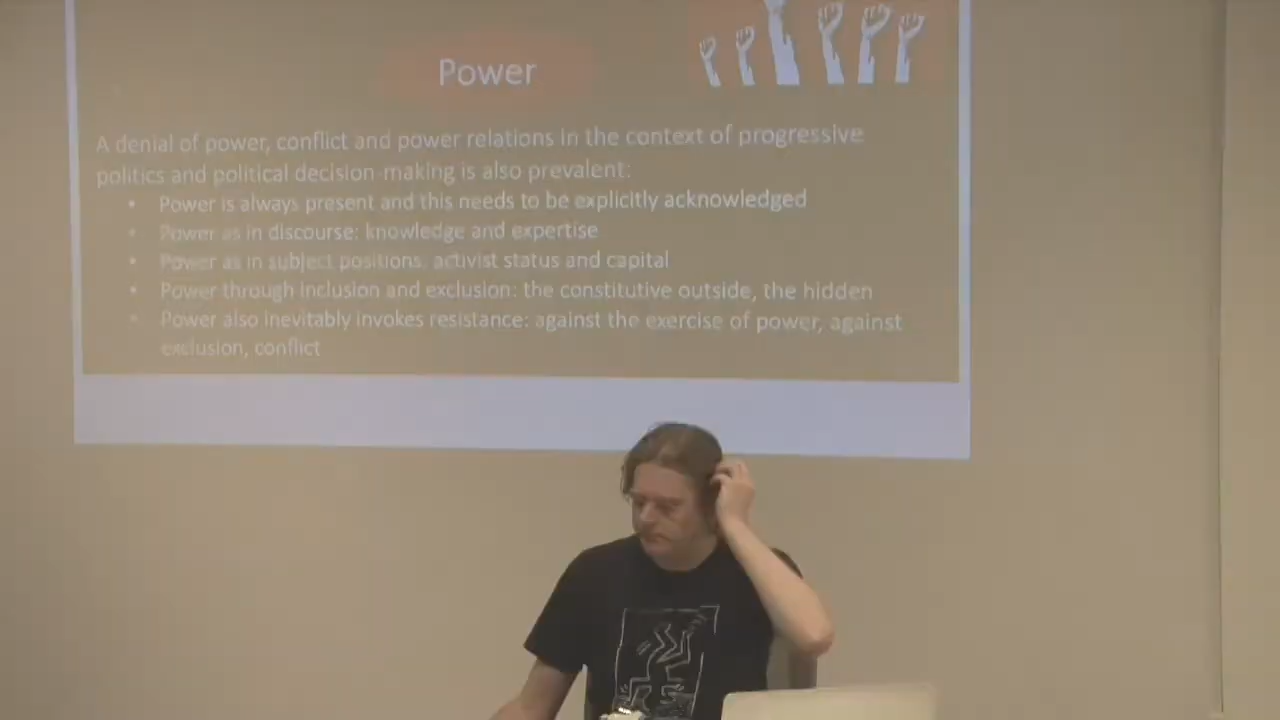 Power
A denial of power, conflict and power relations in the context of progressive
politics and political decision-making is also prevalent:
• Power is always present and this needs to be explicitly acknowledged
• Power as in discourse: knowledge and expertise
• Power as in subject positions: activist status and capital
• Power through inclusion and exclusion: the constitutive outside, the hidden
• Power also inevitably invokes resistance: against the exercise of power, against
exclusion, conflict